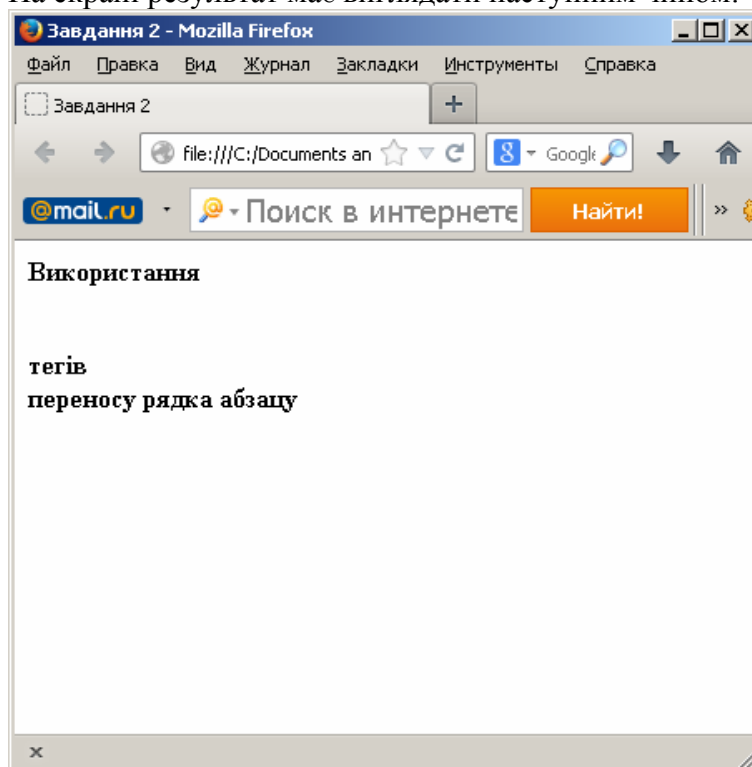 На екрані результат має виглядати наступним чином:
Завдання 2 - Mozilla Firefox
Файл Правка Вид Журнал Закладки Инструменты Справка
Завдання 2 +
file:///C:/Documents an Google
@mail.ru Поиск в интернете Найти! »
Використання
тегів
переносу рядка абзацу
x